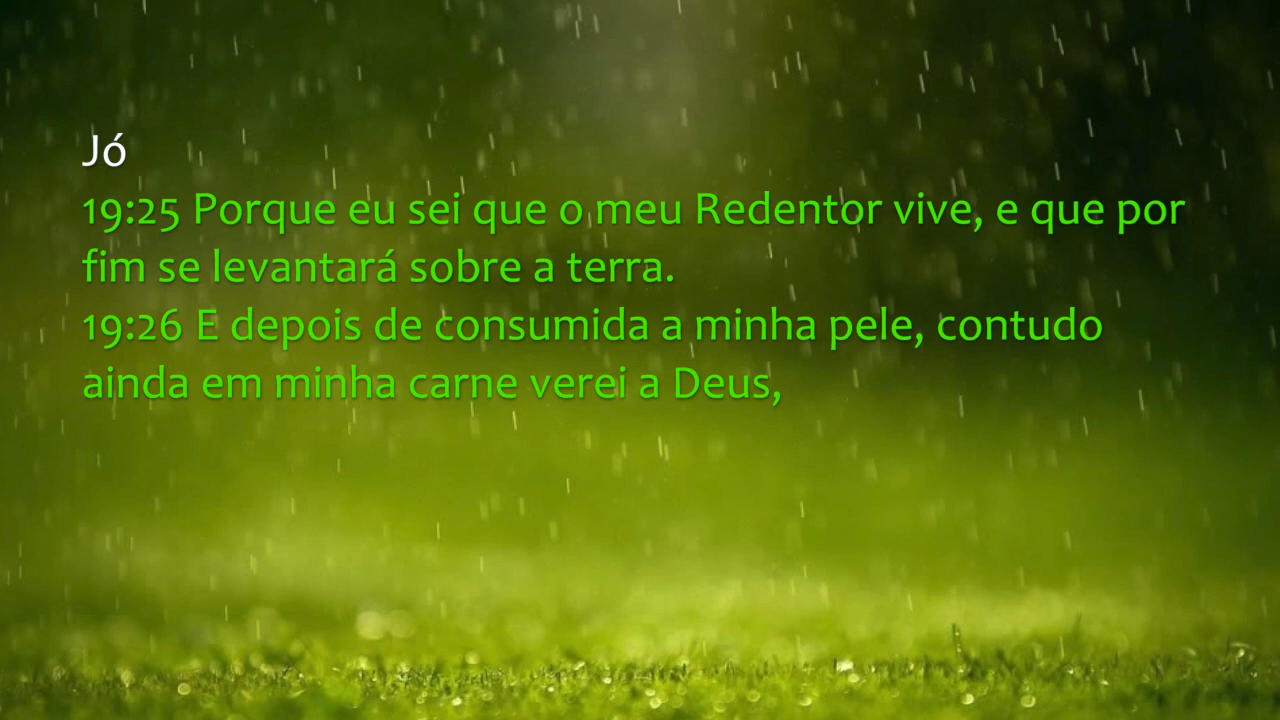 Jó
19:25 Porque eu sei que o meu Redentor vive, e que por
fim se levantará sobre a terra.
19:26 E depois de consumida a minha pele, contudo
ainda em minha carne verei a Deus,